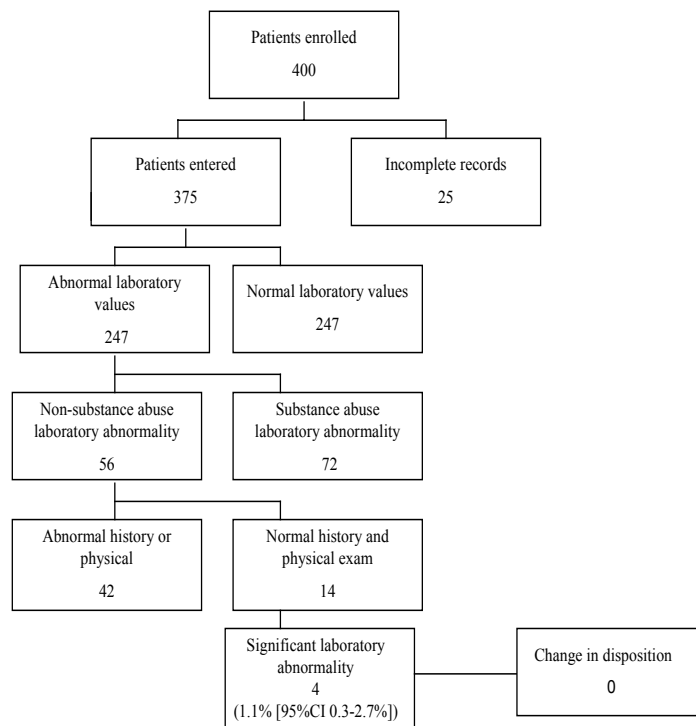 Patients enrolled
400
Patients entered
375
Incomplete records
25
Abnormal laboratory
values
247
Normal laboratory values
247
Non-substance abuse
laboratory abnormality
56
Substance abuse
laboratory abnormality
72
Abnormal history or
physical
42
Normal history and
physical exam
14
Significant laboratory
abnormality
4
(1.1% [95%CI 0.3-2.7%])
Change in disposition
0